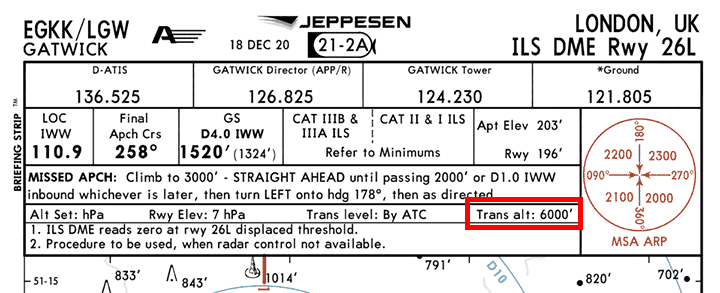 EGKK/LGW
GATWICK
JEPPESEN
18 DEC 20
21-2A
LONDON, UK
ILS DME Rwy 26L
D-ATIS
GATWICK Director (APP/R)
GATWICK Tower
*Ground
136.525
126.825
124.230
121.805
BRIEFING STRIP™
LOC
IWW
110.9
Final
Apch Crs
258°
GS
D4.0 IWW
1520' (1324')
CAT IIIB &
IIIA ILS
CAT II & I ILS
Refer to Minimums
Apt Elev 203'
Rwy 196'
MISSED APCH: Climb to 3000' - STRAIGHT AHEAD until passing 2000' or D1.0 IWW
inbound whichever is later, then turn LEFT onto hdg 178°, then as directed.
Alt Set: hPa
Rwy Elev: 7 hPa
Trans level: By ATC
Trans alt: 6000'
1. ILS DME reads zero at rwy 26L displaced threshold.
2. Procedure to be used, when radar control not available.
180°
2200
2300
090°
270°
2100
2000
360°
MSA ARP
51-15
833'
843'
1014'
791'
D10
820'
702'